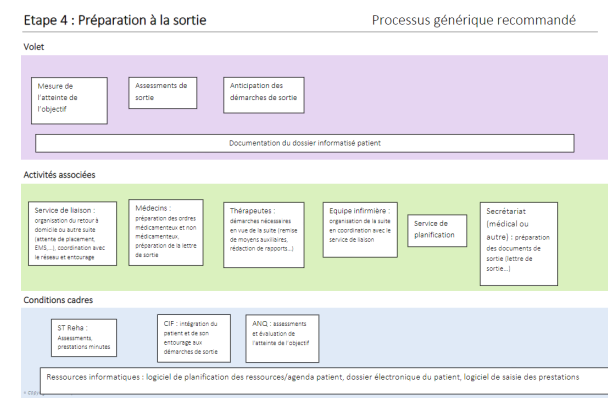 Etape 4 : Préparation à la sortie
Processus générique recommandé
Volet
Mesure de
l'atteinte de
l'objectif
Assessments de
sortie
Anticipation des
démarches de sortie
Documentation du dossier informatisé patient
Activités associées
Service de liaison :
organisation du retour à
domicile ou autre suite
(attente de placement,
EMS,...), coordination avec
le réseau et entourage
Médecins :
préparation des ordres
médicamenteux et non
médicamenteux,
préparation de la lettre
de sortie
Thérapeutes :
démarches nécessaires
en vue de la suite (remise
de moyens auxiliaires,
rédaction de rapports...)
Equipe infirmière :
organisation de la suite
en coordination avec le
service de liaison
Service de
planification
Secrétariat
(médical ou
autre) : préparation
des documents de
sortie (lettre de
sortie...)
Conditions cadres
ST Reha :
Assessments,
prestations minutes
CIF : intégration du
patient et de son
entourage aux
démarches de sortie
ANQ : assessments
et évaluation de
l'atteinte de l'objectif
Ressources informatiques : logiciel de planification des ressources/agenda patient, dossier électronique du patient, logiciel de saisie des prestations